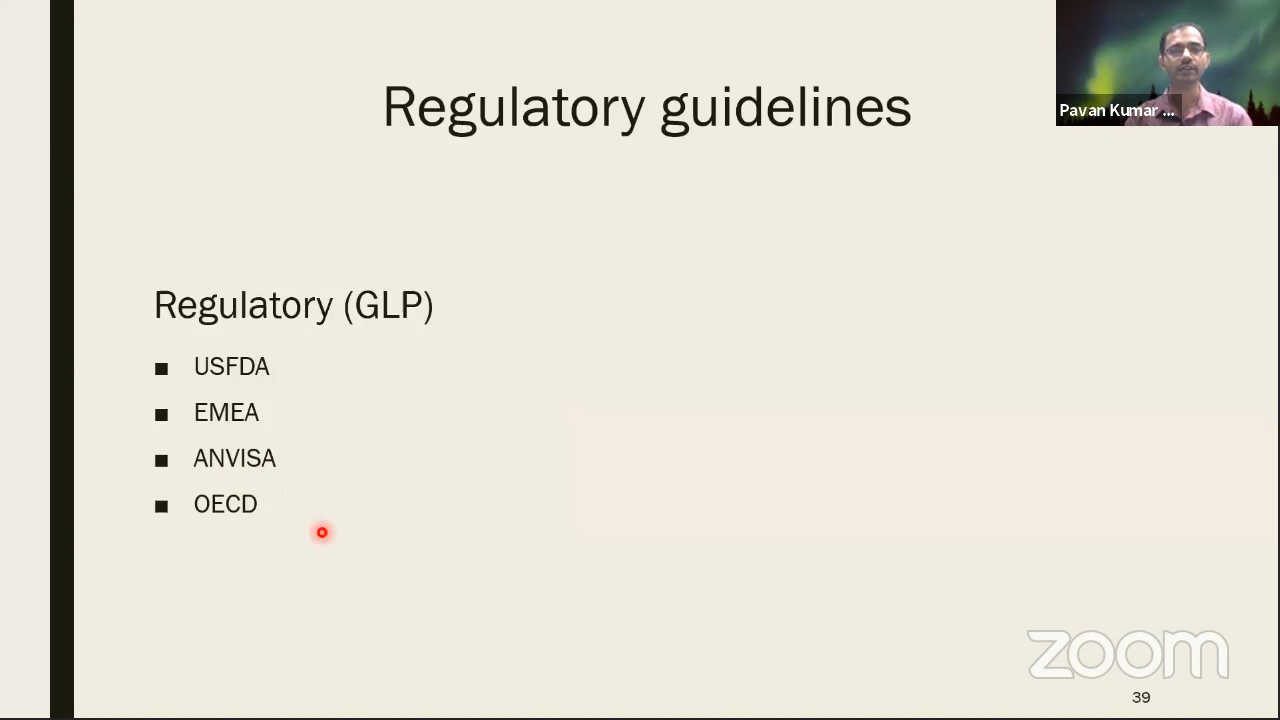 Regulatory guidelines
Pavan Kumar ...
Regulatory (GLP)
■ USFDA
■ EMEA
■ ANVISA
■ OECD
zoom
39